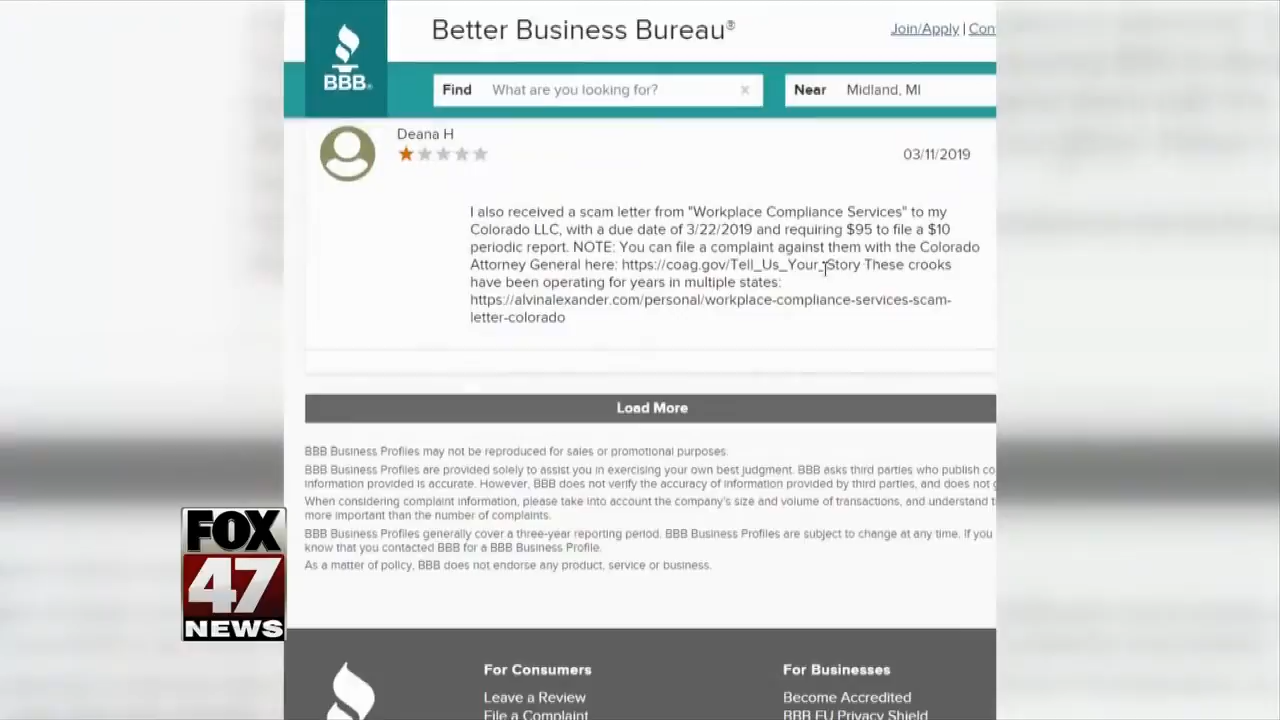 Better Business Bureau®
Join/Apply | Con
BBB®
Find What are you looking for? ×
Near Midland, MI
Deana H
03/11/2019
I also received a scam letter from "Workplace Compliance Services" to my
Colorado LLC, with a due date of 3/22/2019 and requiring $95 to file a $10
periodic report. NOTE: You can file a complaint against them with the Colorado
Attorney General here: https://coag.gov/Tell_Us_Your_Story These crooks
have been operating for years in multiple states:
https://alvinalexander.com/personal/workplace-compliance-services-scam-
letter-colorado
Load More
BBB Business Profiles may not be reproduced for sales or promotional purposes.
BBB Business Profiles are provided solely to assist you in exercising your own best judgment. BBB asks third parties who publish co
information provided is accurate. However, BBB does not verify the accuracy of information provided by third parties, and does not g
When considering complaint information, please take into account the company's size and volume of transactions, and understand t
more important than the number of complaints.
BBB Business Profiles generally cover a three-year reporting period. BBB Business Profiles are subject to change at any time. If you
know that you contacted BBB for a BBB Business Profile.
As a matter of policy, BBB does not endorse any product, service or business.
FOX
47
NEWS
For Consumers
Leave a Review
File a Complaint
For Businesses
Become Accredited
BBB EU Privacy Shield